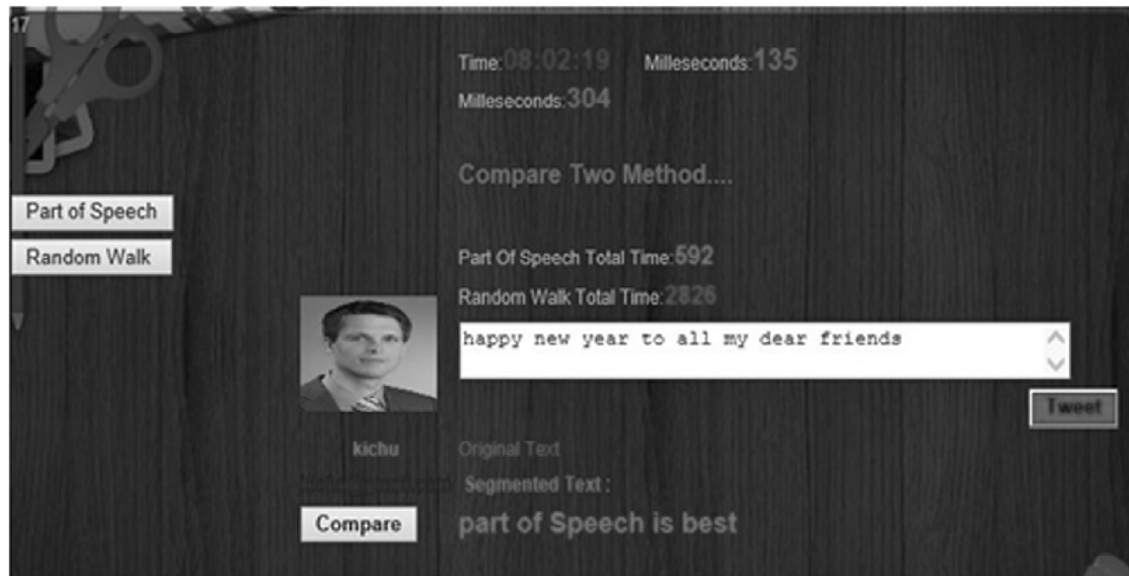 17
Time:08:02:19 Milleseconds:135
Milleseconds:304
Compare Two Method....
Part of Speech
Random Walk
Part Of Speech Total Time:592
Random Walk Total Time:2826
happy new year to all my dear friends
Tweet
kichu Original Text
Segmented Text :
Compare part of Speech is best